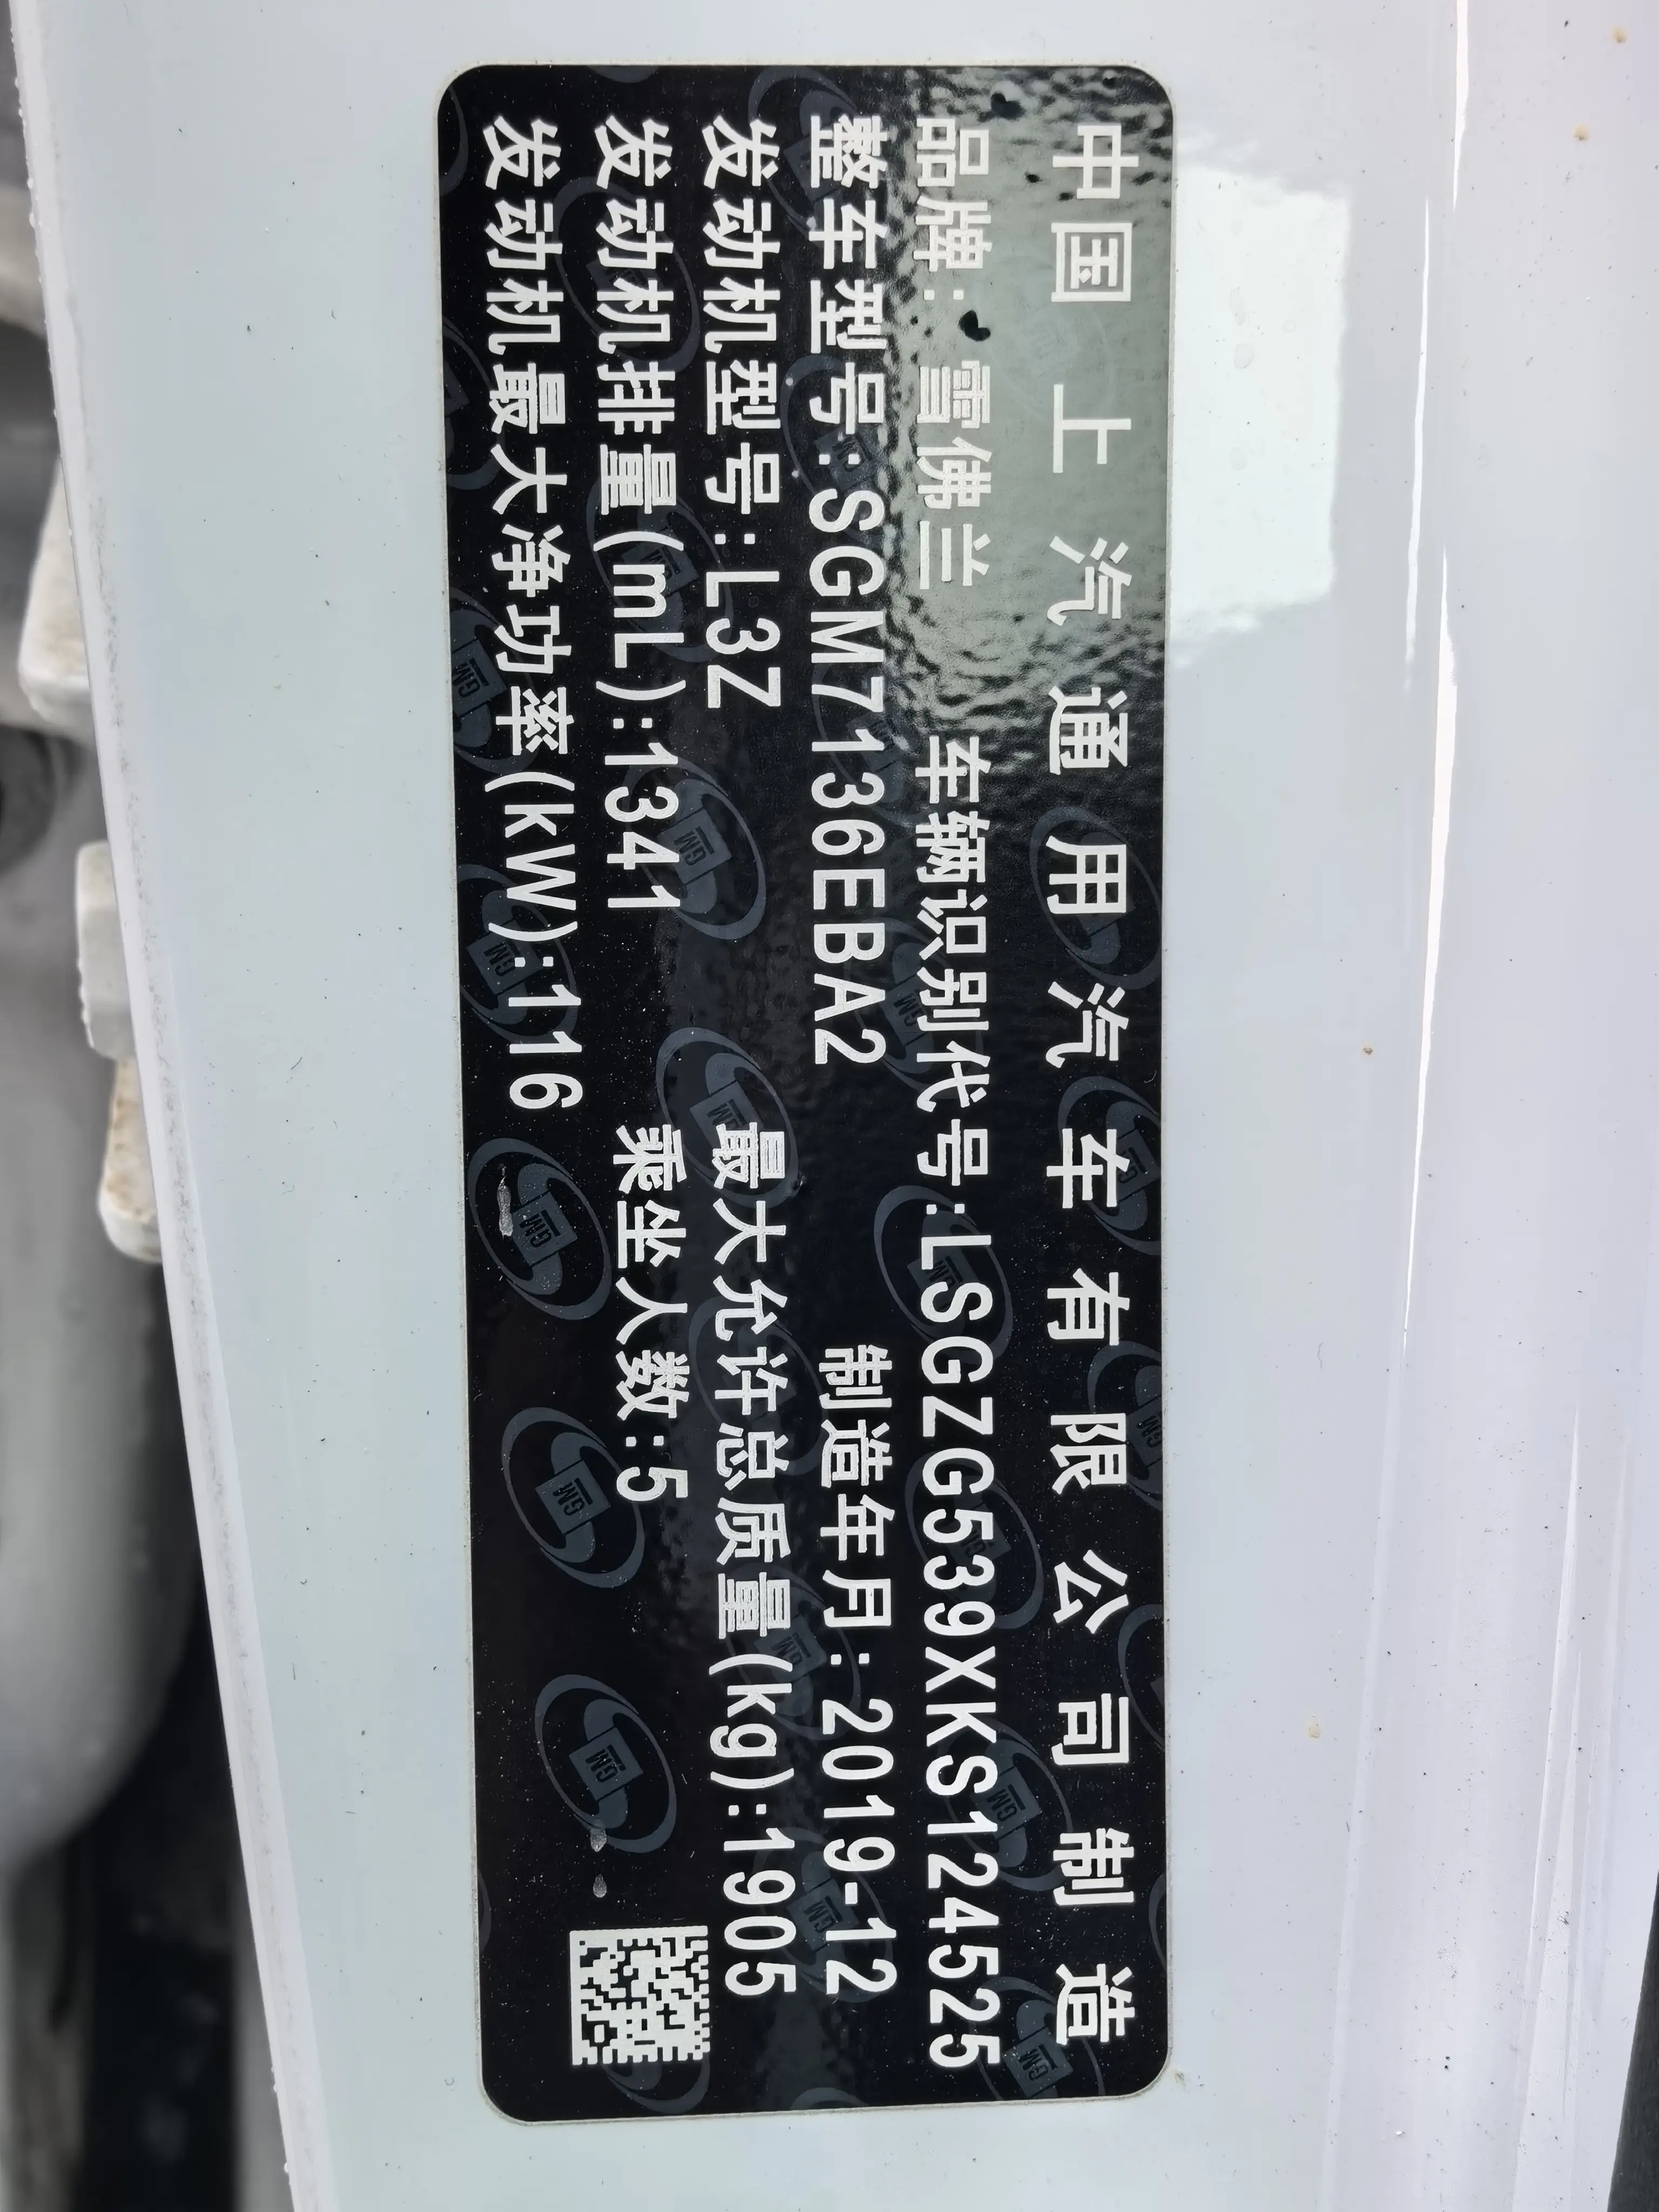 中国上汽通用汽车有限公司制造
品牌: 雪佛兰 车辆识别代号:LSGZG539XKS124525
整车型号:SGM7136EBA2 制造年月:2019-12
发动机型号:L3Z 最大允许总质量(kg):1905
发动机排量(mL):1341 乘坐人数:5
发动机最大净功率(kW):116